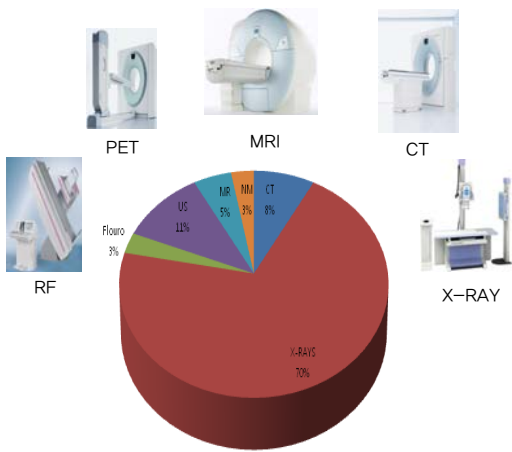 PET
MRI
CT
RF
X-RAY
Flouro
3%
US
11%
MR
5%
NM
3%
CT
8%
X-RAYS
70%